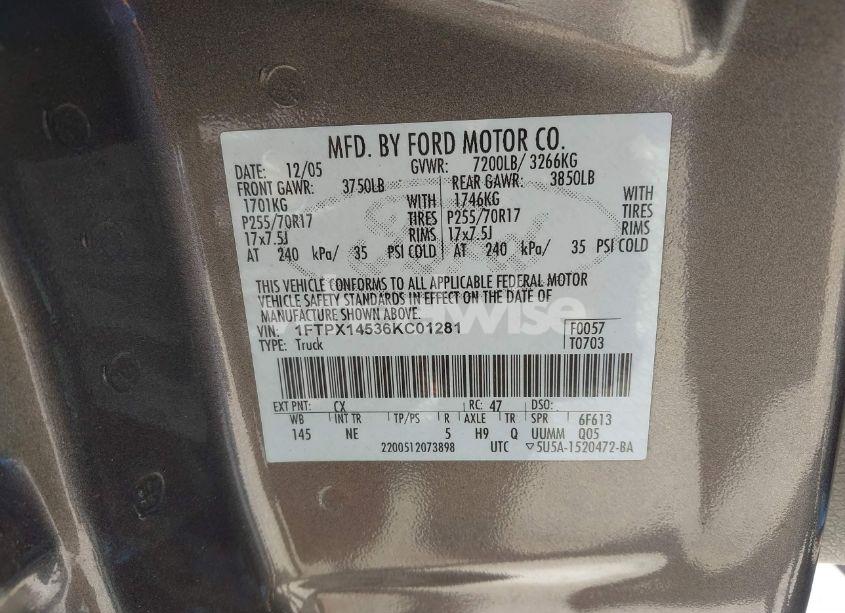 MFD. BY FORD MOTOR CO.
DATE: 12/05 GVWR: 7200LB/ 3266KG
FRONT GAWR: 3750LB REAR GAWR: 3850LB
1701KG WITH 1746KG WITH
P255/70R17 TIRES P255/70R17 TIRES
17x7.5J RIMS 17x7.5J RIMS
AT 240 kPa/ 35 PSI COLD AT 240 kPa/ 35 PSI COLD
THIS VEHICLE CONFORMS TO ALL APPLICABLE FEDERAL MOTOR
VEHICLE SAFETY STANDARDS IN EFFECT ON THE DATE OF
MANUFACTURE SHOWN ABOVE.
VIN: 1FTPX14536KC01281 F0057
TYPE: Truck T0703
EXT PNT: CX RC: 47 DSO:
WB INT TR TP/PS R AXLE TR SPR 6F613
145 NE 5 H9 Q UUMM Q05
2200512073898 UTC ▽5U5A-1520472-BA